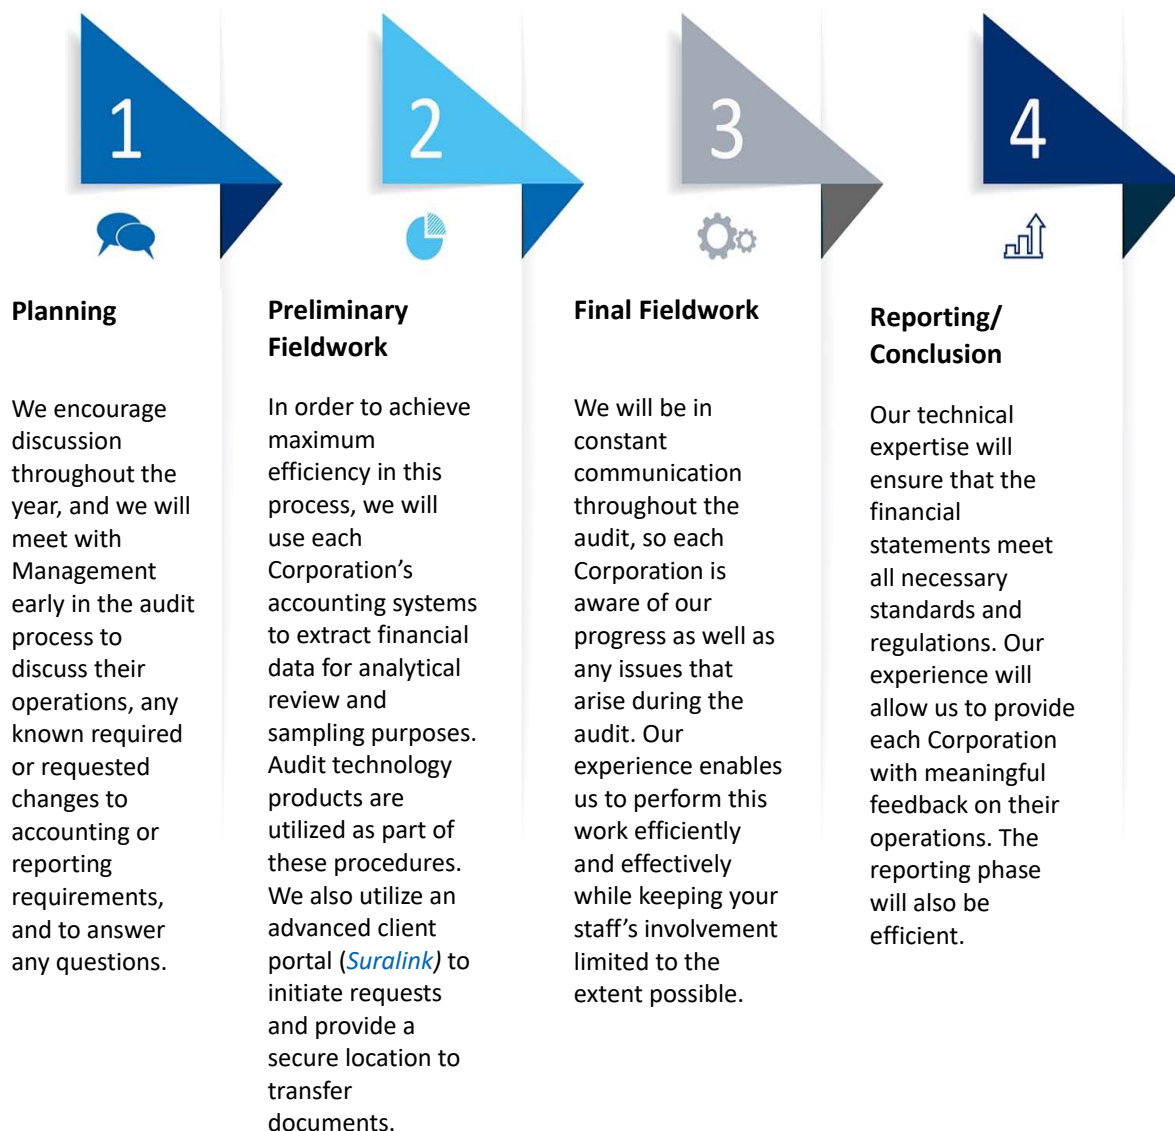 1
Planning
We encourage
discussion
throughout the
year, and we will
meet with
Management
early in the audit
process to
discuss their
operations, any
known required
or requested
changes to
accounting or
reporting
requirements,
and to answer
any questions.
2
Preliminary
Fieldwork
In order to achieve
maximum
efficiency in this
process, we will
use each
Corporation’s
accounting systems
to extract financial
data for analytical
review and
sampling purposes.
Audit technology
products are
utilized as part of
these procedures.
We also utilize an
advanced client
portal (Suralink) to
initiate requests
and provide a
secure location to
transfer
documents.
3
Final Fieldwork
We will be in
constant
communication
throughout the
audit, so each
Corporation is
aware of our
progress as well as
any issues that
arise during the
audit. Our
experience enables
us to perform this
work efficiently
and effectively
while keeping your
staff’s involvement
limited to the
extent possible.
4
Reporting/
Conclusion
Our technical
expertise will
ensure that the
financial
statements meet
all necessary
standards and
regulations. Our
experience will
allow us to provide
each Corporation
with meaningful
feedback on their
operations. The
reporting phase
will also be
efficient.